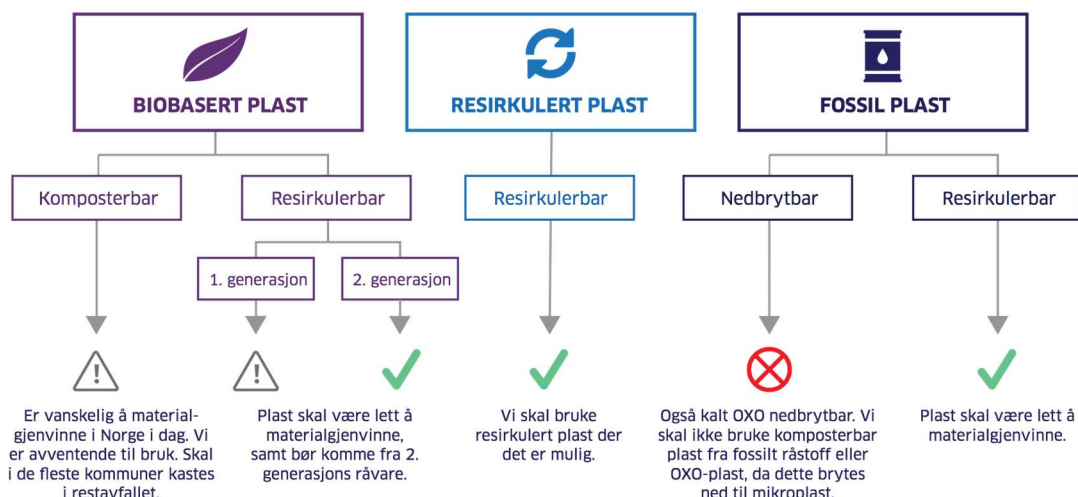 BIOBASERT PLAST
RESIRKULERT PLAST
FOSSIL PLAST
Komposterbar
Resirkulerbar
Resirkulerbar
Nedbrytbar
Resirkulerbar
1. generasjon
2. generasjon
Er vanskelig å material-
gjenvinne i Norge i dag. Vi
er avventende til bruk. Skal
i de fleste kommuner kastes
i restavfallet.
Plast skal være lett å
materialgjenvinne,
samt bør komme fra 2.
generasjons råvare.
Vi skal bruke
resirkulert plast der
det er mulig.
Også kalt OXO nedbrytbar. Vi
skal ikke bruke komposterbar
plast fra fossilt råstoff eller
OXO-plast, da dette brytes
ned til mikroplast.
Plast skal være lett å
materialgjenvinne.